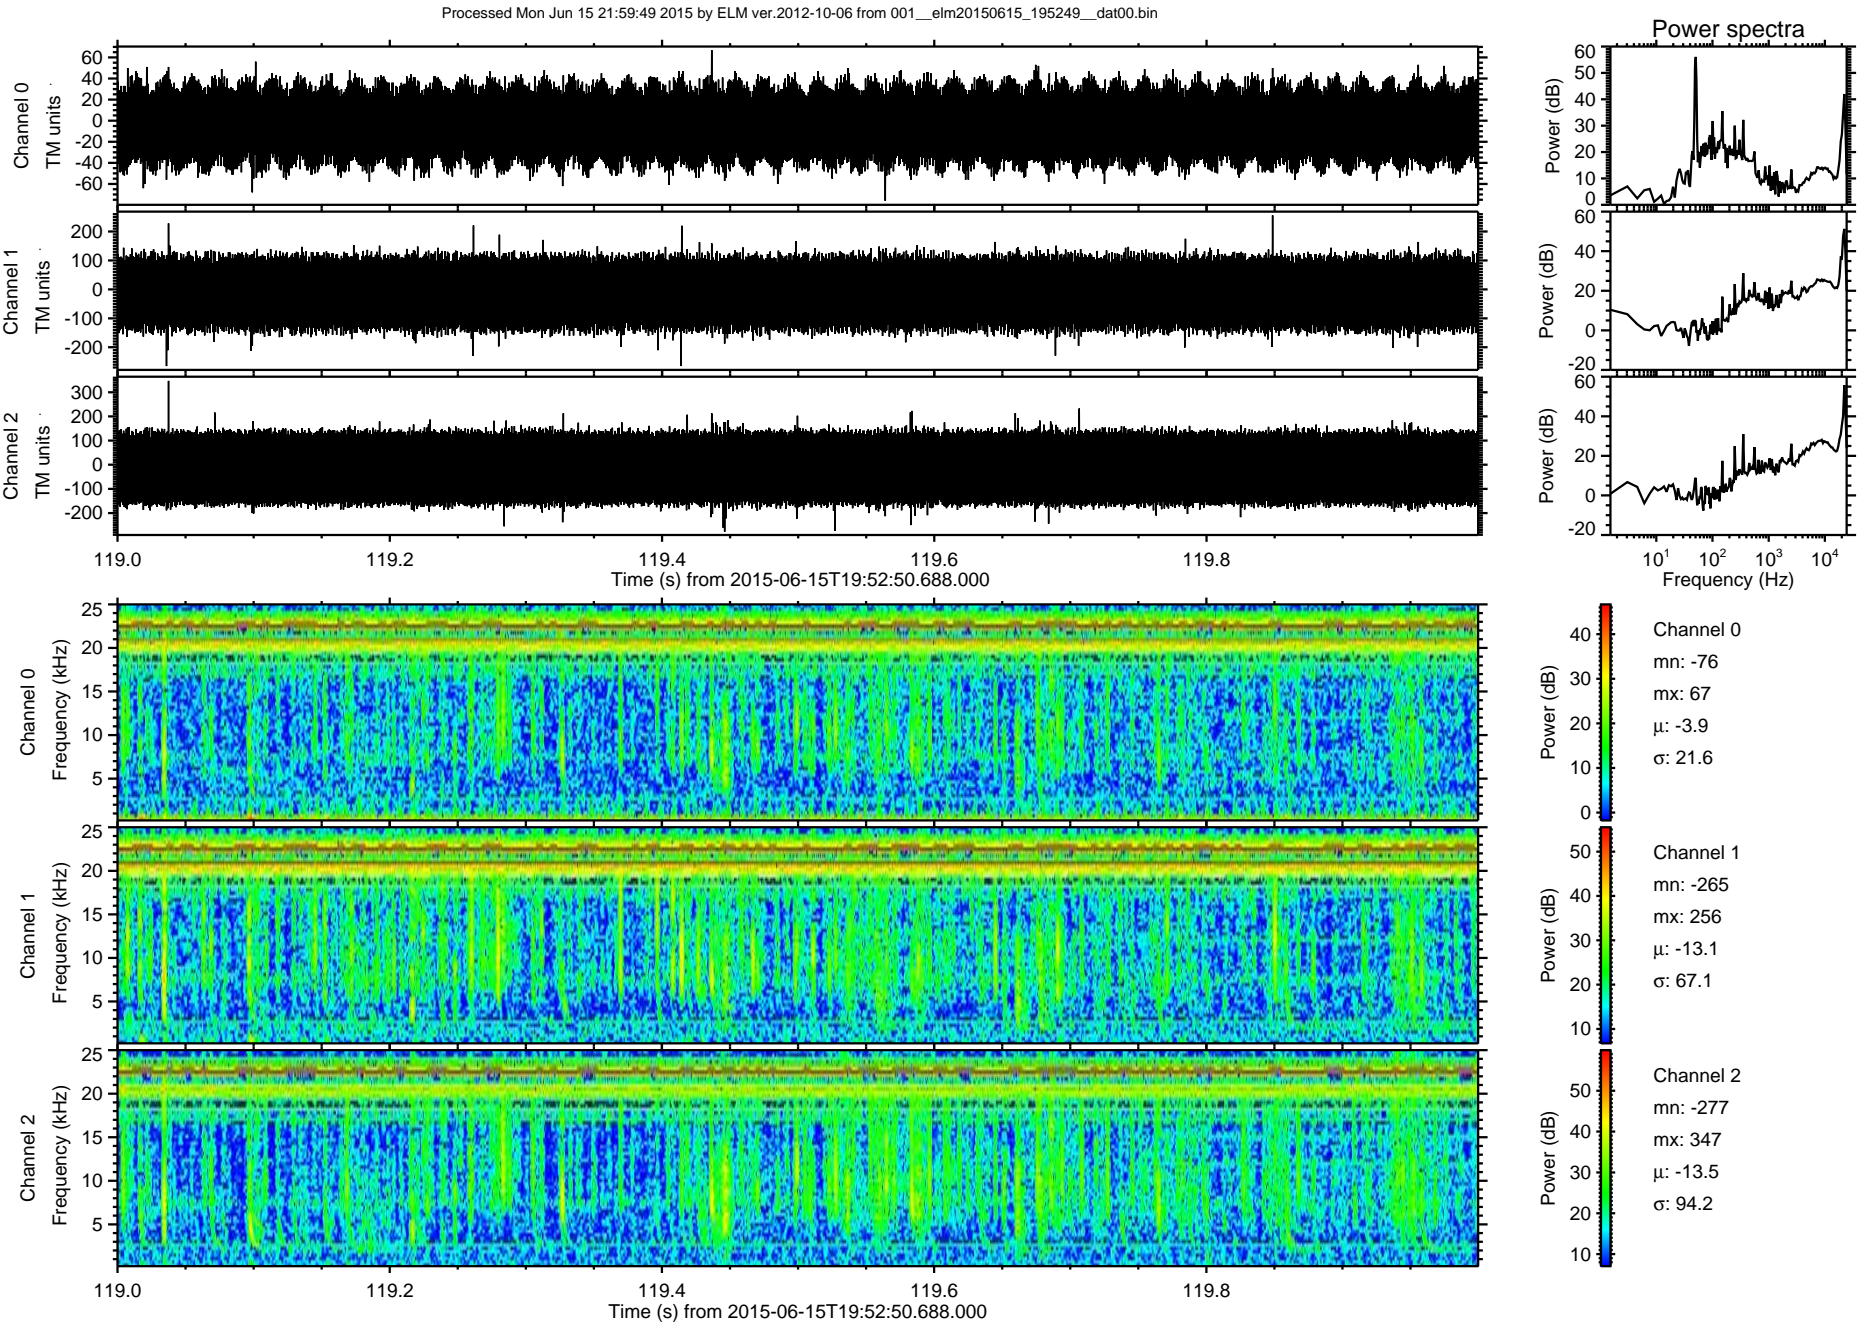 Processed Mon Jun 15 21:59:49 2015 by ELM ver.2012-10-06 from 001__elm20150615_195249__dat00.bin
Power spectra
Channel 0
TM units
60
40
20
0
-20
-40
-60
Power (dB)
60
50
40
30
20
10
0
Channel 1
TM units
200
100
0
-100
-200
Power (dB)
60
40
20
0
-20
Channel 2
TM units
300
200
100
0
-100
-200
Power (dB)
60
40
20
0
-20
119.0 119.2 119.4 119.6 119.8
Time (s) from 2015-06-15T19:52:50.688.000
10¹ 10² 10³ 10⁴
Frequency (Hz)
Channel 0
Frequency (kHz)
25
20
15
10
5
Power (dB)
40
30
20
10
0
Channel 0
mn: -76
mx: 67
μ: -3.9
σ: 21.6
Channel 1
Frequency (kHz)
25
20
15
10
5
Power (dB)
50
40
30
20
10
Channel 1
mn: -265
mx: 256
μ: -13.1
σ: 67.1
Channel 2
Frequency (kHz)
25
20
15
10
5
Power (dB)
50
40
30
20
10
Channel 2
mn: -277
mx: 347
μ: -13.5
σ: 94.2
119.0 119.2 119.4 119.6 119.8
Time (s) from 2015-06-15T19:52:50.688.000